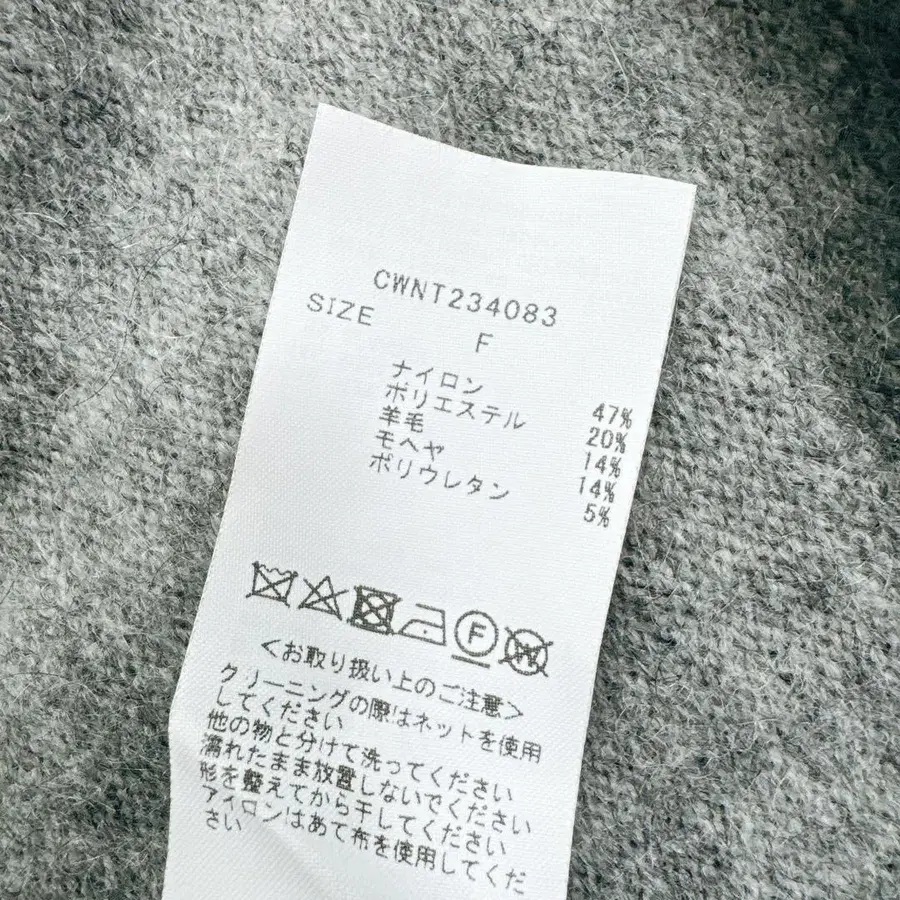 CWNT234083
SIZE F
ナイロン 47%
ポリエステル 20%
羊毛 14%
モヘヤ 14%
ポリウレタン 5%
F
W
<お取り扱い上のご注意>
クリーニングの際はネットを使用
してください
他の物と分けて洗ってください
濡れたまま放置しないでください
形を整えてから干してください
アイロンはあて布を使用してくだ
さい